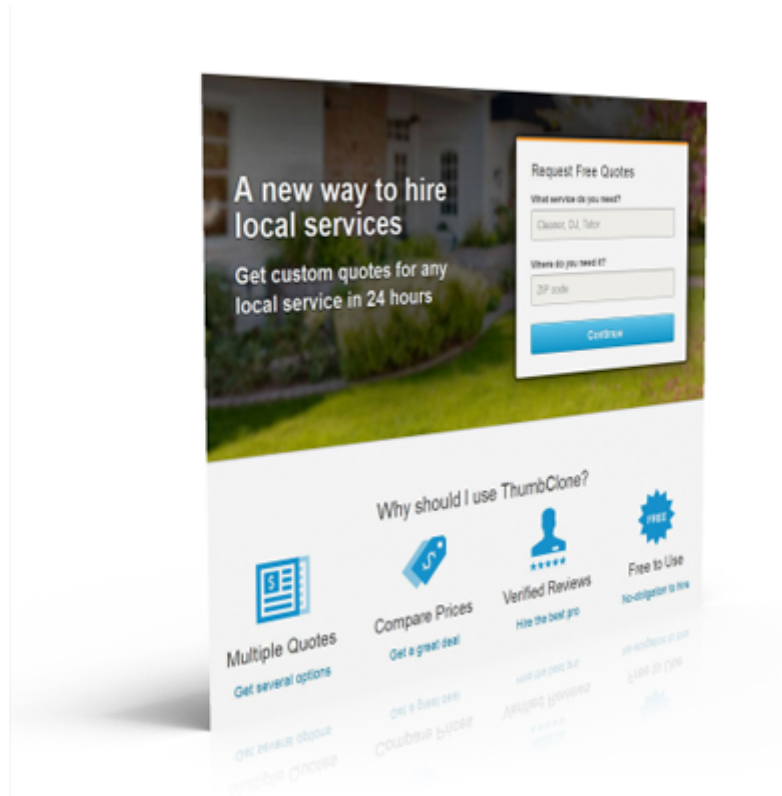 A new way to hire
local services
Get custom quotes for any
local service in 24 hours
Request Free Quotes
What service do you need?
Cleaner, DJ, Tutor
Where do you need it?
ZIP code
Continue
Why should I use ThumbClone?
Multiple Quotes
Get several options
Compare Prices
Get a great deal
Verified Reviews
Hire the best pro
FREE
Free to Use
No-obligation to hire